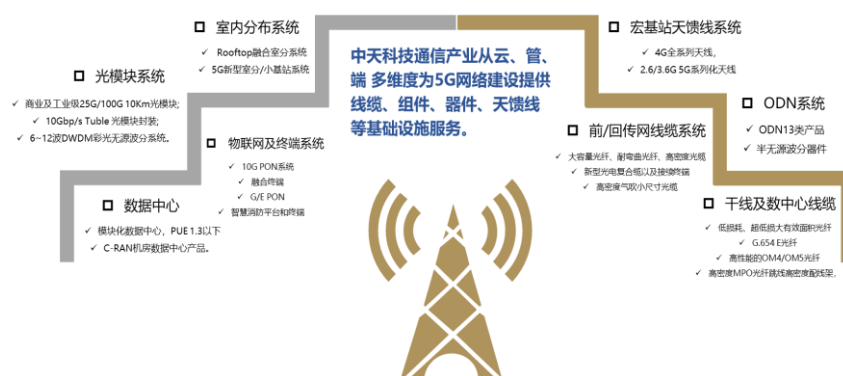 室内分布系统
Rooftop融合室分系统
5G新型室分/小基站系统
光模块系统
商业及工业级25G/100G 10Km光模块;
10Gbp/s Tuble 光模块封装;
6~12波DWDM彩光无源波分系统。
物联网及终端系统
10G PON系统
融合终端
G/E PON
智慧消防平台和终端
数据中心
模块化数据中心，PUE 1.3以下
C-RAN机房数据中心产品。
中天科技通信产业从云、管、
端 多维度为5G网络建设提供
线缆、组件、器件、天馈线
等基础设施服务。
宏基站天馈线系统
4G全系列天线，
2.6/3.6G 5G系列化天线
ODN系统
ODN13类产品
半无源波分器件
前/回传网线缆系统
大容量光纤、耐弯曲光纤、高密度光缆
新型光电复合缆以及接续终端
高密度气吹小尺寸光缆
干线及数中心线缆
低损耗、超低损大有效面积光纤
G.654 E光纤
高性能的OM4/OM5光纤
高密度MPO光纤跳线高密度配线架，